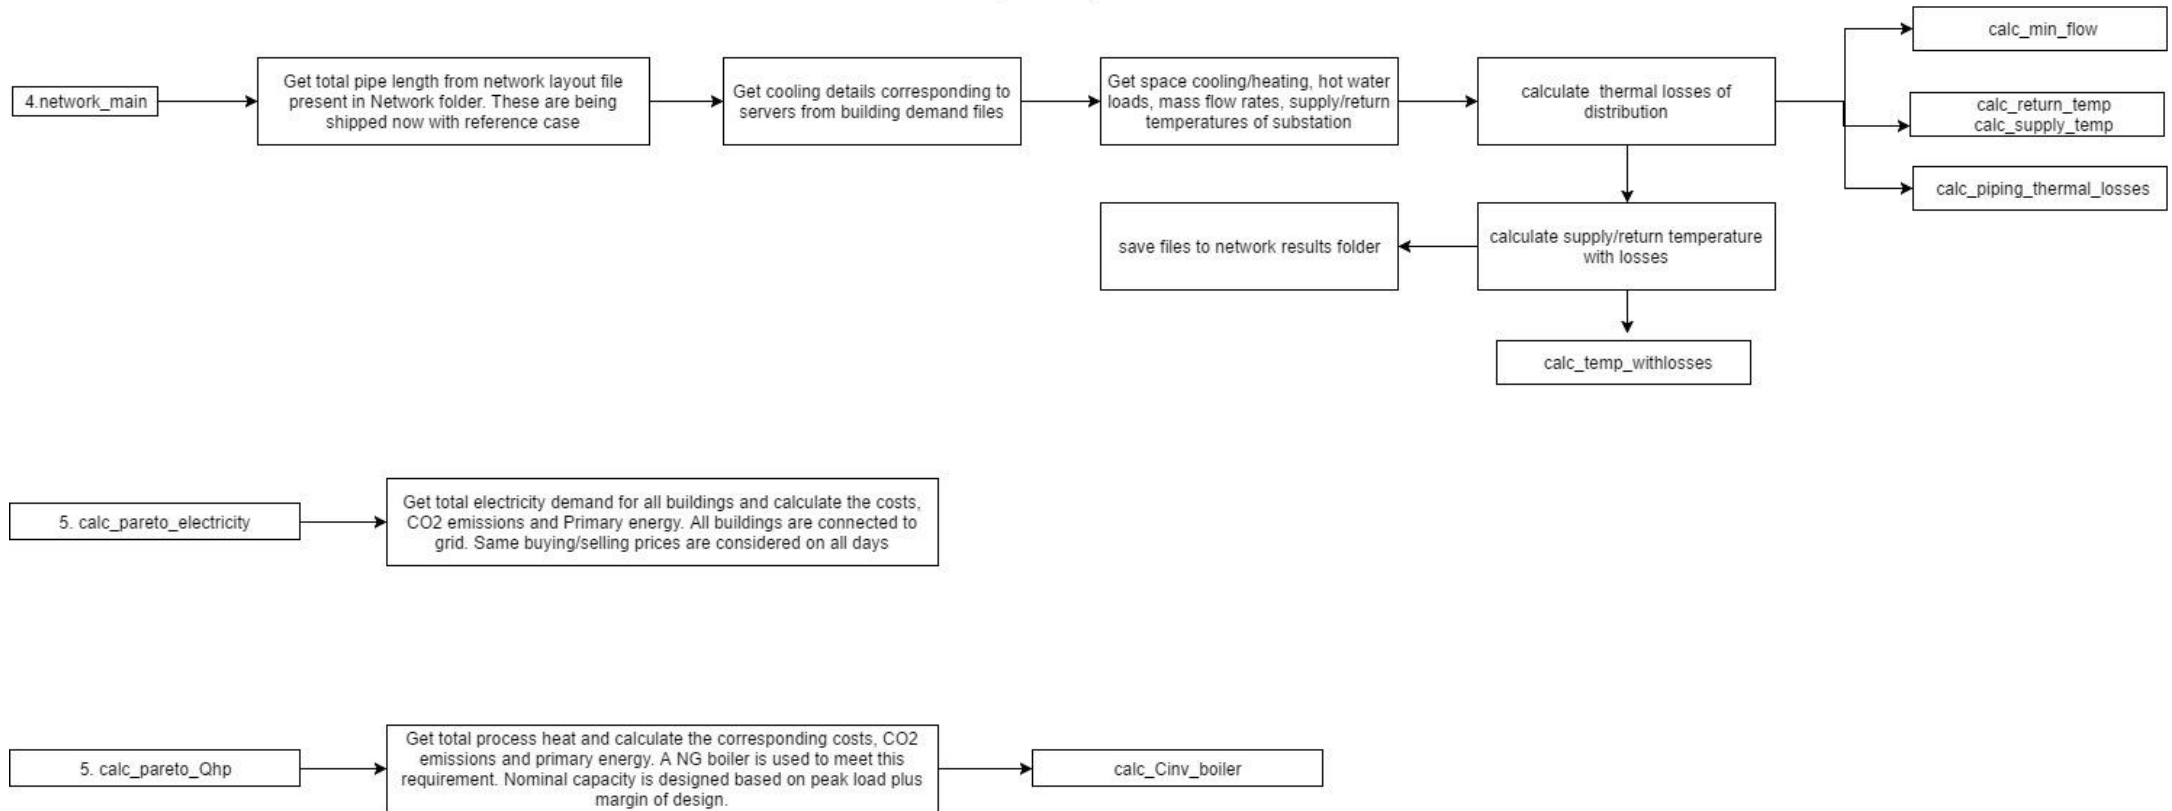 4.network_main
Get total pipe length from network layout file
present in Network folder. These are being
shipped now with reference case
Get cooling details corresponding to
servers from building demand files
Get space cooling/heating, hot water
loads, mass flow rates, supply/return
temperatures of substation
calculate thermal losses of
distribution
calc_min_flow
calc_return_temp
calc_supply_temp
calc_piping_thermal_losses
save files to network results folder
calculate supply/return temperature
with losses
calc_temp_withlosses
5. calc_pareto_electricity
Get total electricity demand for all buildings and calculate the costs,
CO2 emissions and Primary energy. All buildings are connected to
grid. Same buying/selling prices are considered on all days
5. calc_pareto_Qhp
Get total process heat and calculate the corresponding costs, CO2
emissions and primary energy. A NG boiler is used to meet this
requirement. Nominal capacity is designed based on peak load plus
margin of design.
calc_Cinv_boiler